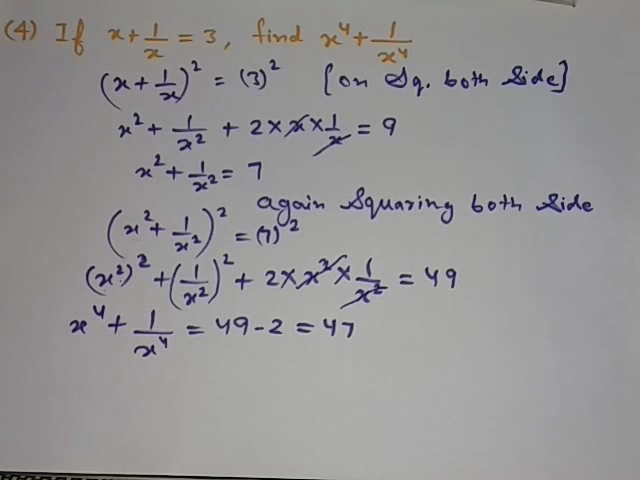 (4) If x + 1/x = 3, find x⁴ + 1/x⁴
(x + 1/x)² = (3)² [on Sq. both Side]
x² + 1/x² + 2 × x × 1/x = 9
x² + 1/x² = 7
again Squaring both Side
(x² + 1/x²)² = (7)²
(x²)² + (1/x²)² + 2 × x² × 1/x² = 49
x⁴ + 1/x⁴ = 49 - 2 = 47